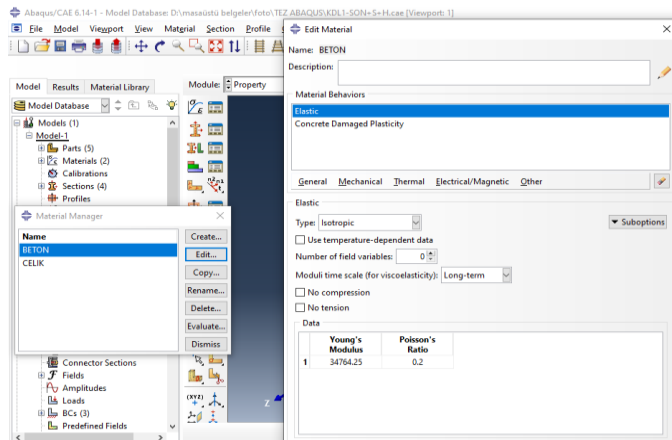 Abaqus/CAE 6.14-1 - Model Database: D:\masaüstü belgeler\foto\TEZ ABAQUS\KDL1-SON+S+H.cae [Viewport: 1]
File Model Viewport View Material Section Profile
Model Results Material Library
Module: Property
Model Database
Models (1)
Model-1
Parts (5)
Materials (2)
Calibrations
Sections (4)
Profiles
Material Manager
Name
BETON
CELIK
Create...
Edit...
Copy...
Rename...
Delete...
Evaluate...
Dismiss
Connector Sections
Fields
Amplitudes
Loads
BCs (3)
Predefined Fields
(XYZ)
Z
Edit Material
Name: BETON
Description:
Material Behaviors
Elastic
Concrete Damaged Plasticity
General Mechanical Thermal Electrical/Magnetic Other
Elastic
Type: Isotropic
Suboptions
Use temperature-dependent data
Number of field variables: 0
Moduli time scale (for viscoelasticity): Long-term
No compression
No tension
Data
Young's Modulus
Poisson's Ratio
1 34764.25 0.2